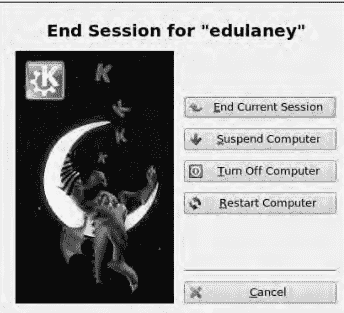 End Session for "edulaney"
K
K
K
K
K
End Current Session
Suspend Computer
Turn Off Computer
Restart Computer
Cancel